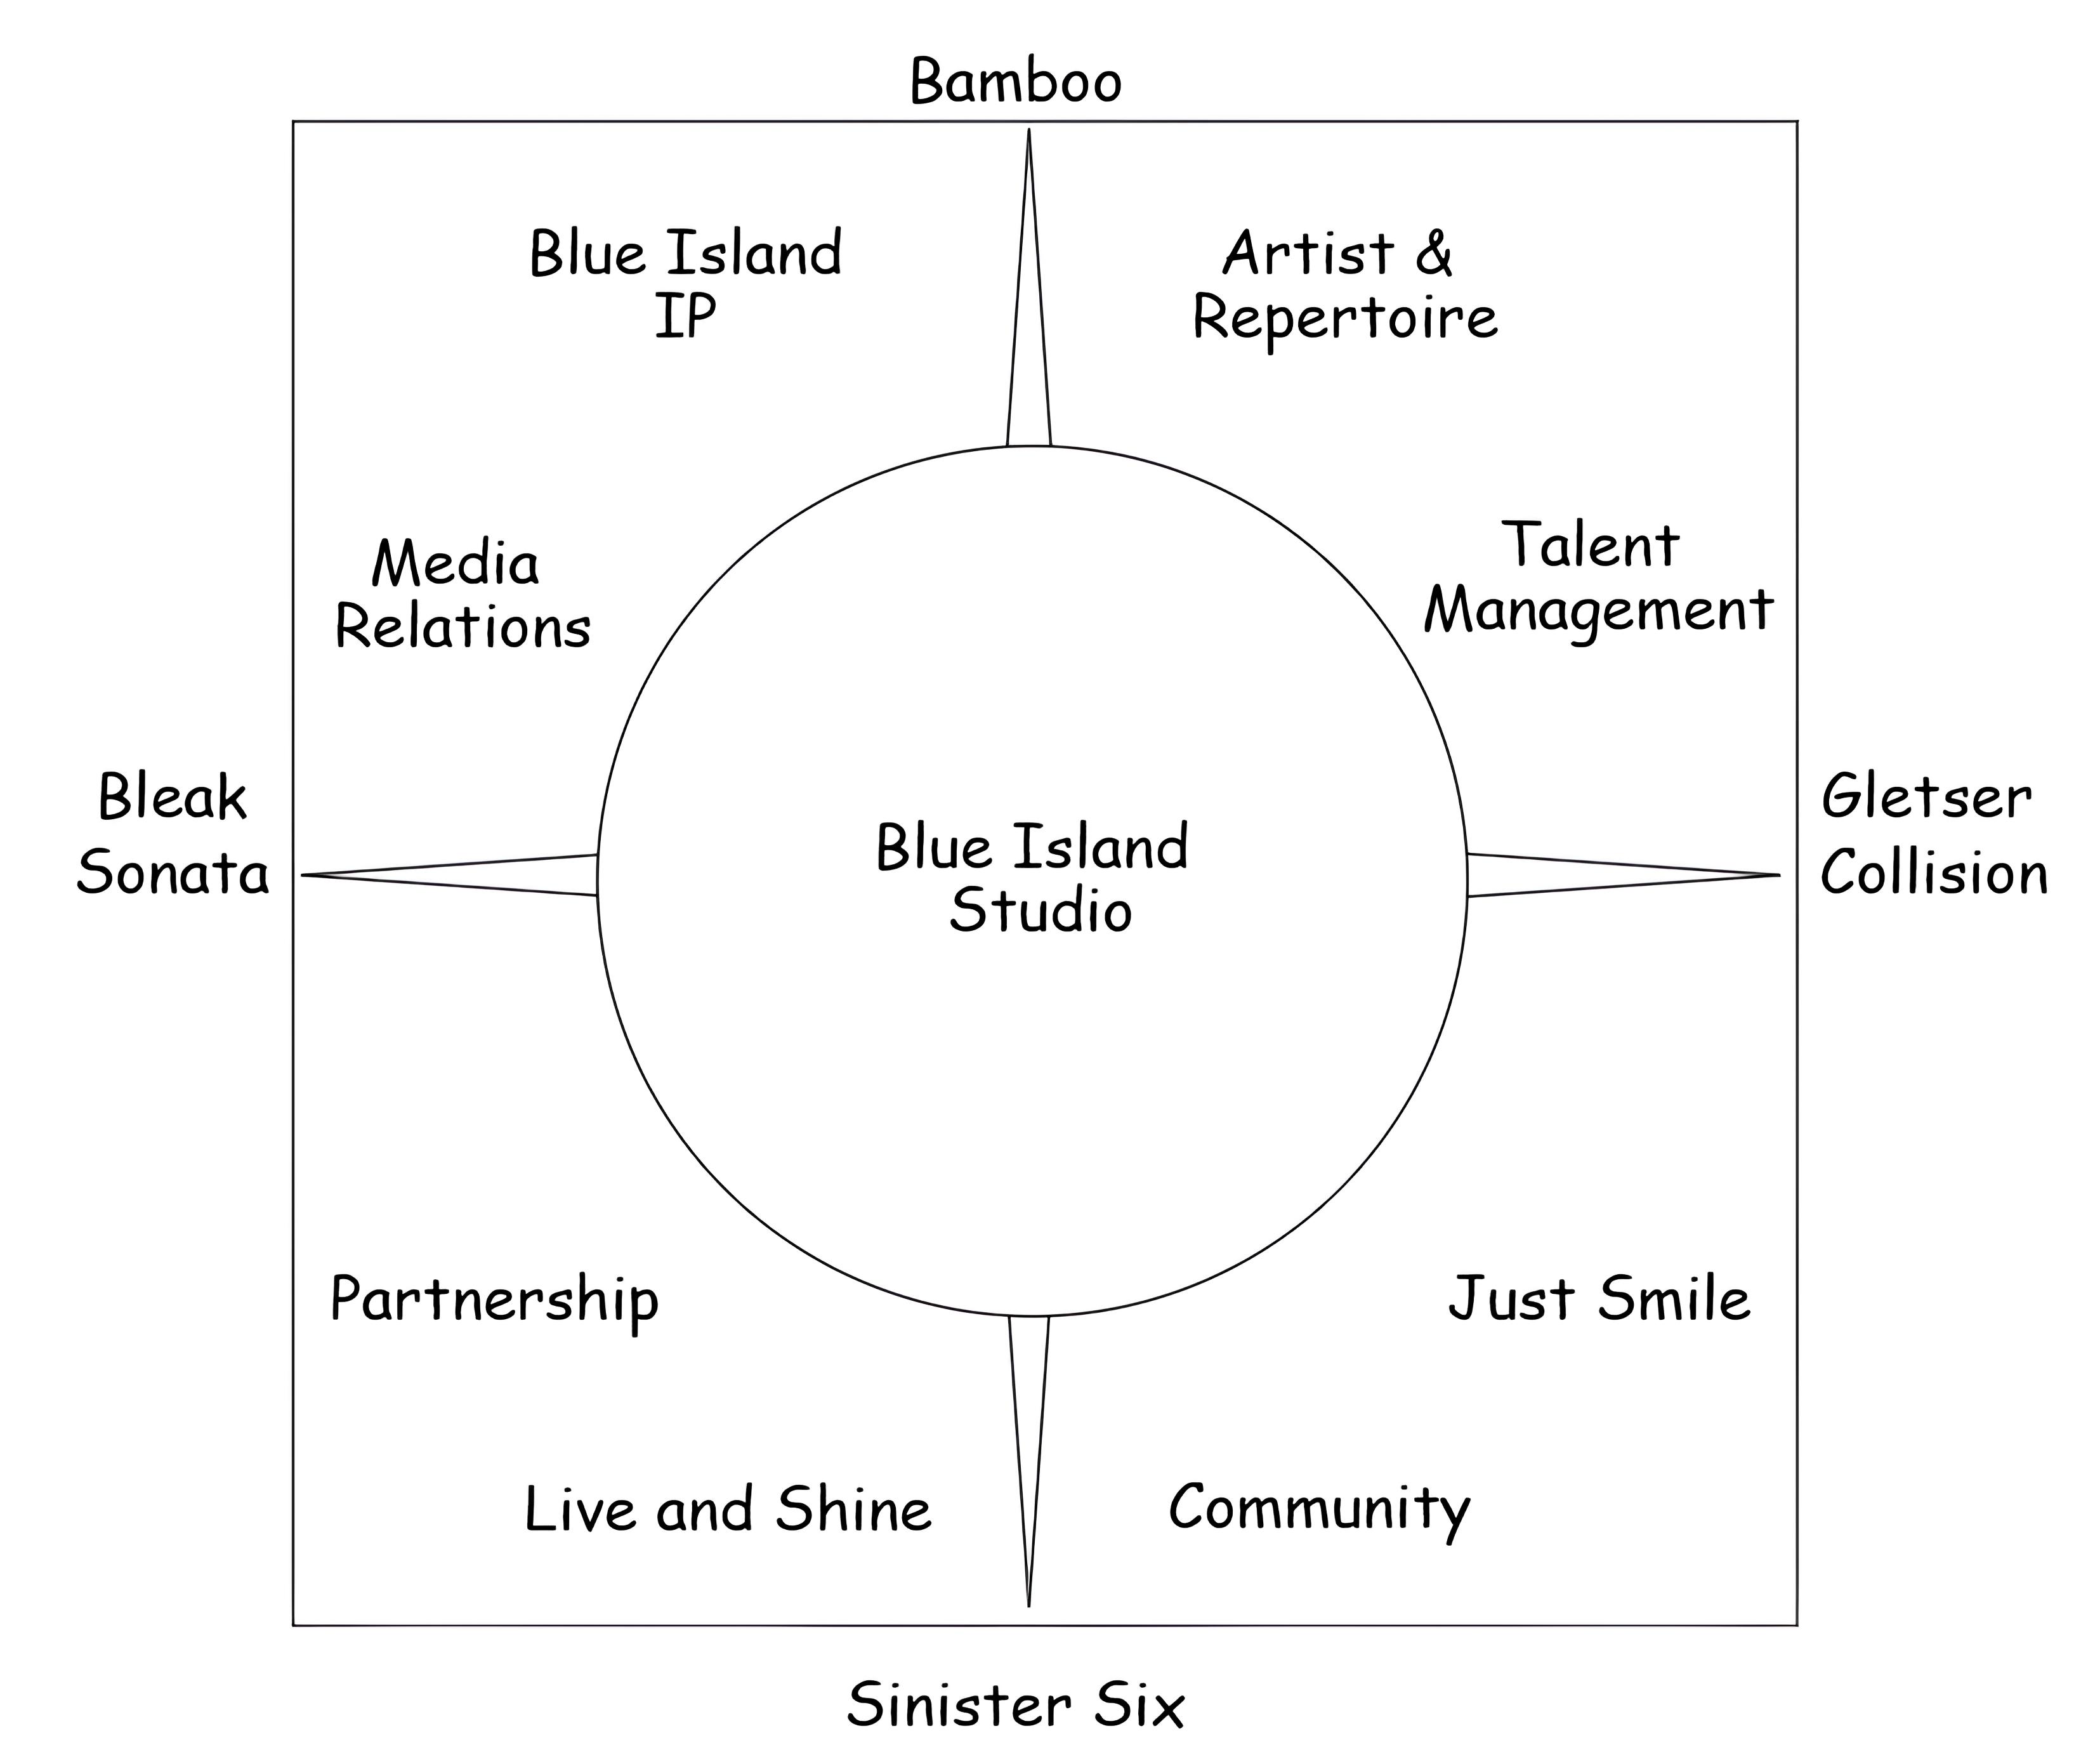 Bamboo
Blue Island
IP
Artist &
Repertoire
Media
Relations
Talent
Management
Bleak
Sonata
Blue Island
Studio
Gletser
Collision
Partnership
Just Smile
Live and Shine
Community
Sinister Six